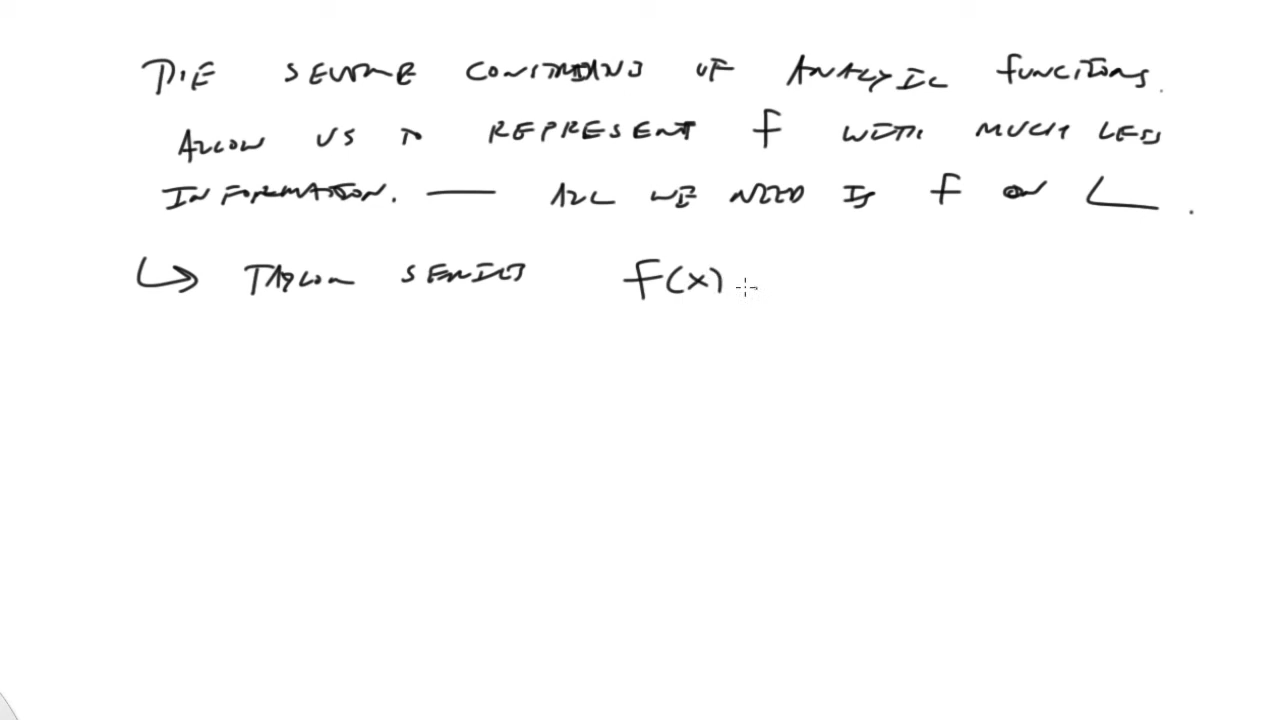 THE SEVERE CONSTRAINTS OF ANALYTIC FUNCTIONS
ALLOW US TO REPRESENT f WITH MUCH LESS
INFORMATION. — ALL WE NEED IS f ON L.
↳ TAYLOR SERIES f(x)